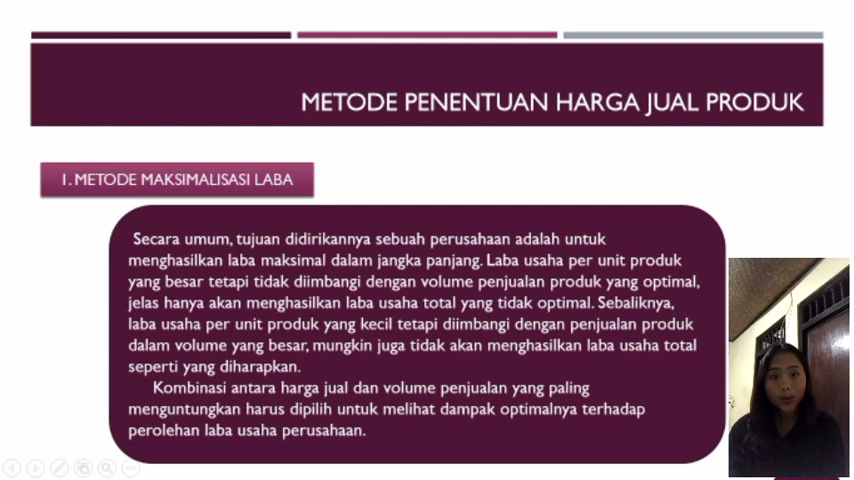 METODE PENENTUAN HARGA JUAL PRODUK
1. METODE MAKSIMALISASI LABA
Secara umum, tujuan didirikannya sebuah perusahaan adalah untuk
menghasilkan laba maksimal dalam jangka panjang. Laba usaha per unit produk
yang besar tetapi tidak diimbangi dengan volume penjualan produk yang optimal,
jelas hanya akan menghasilkan laba usaha total yang tidak optimal. Sebaliknya,
laba usaha per unit produk yang kecil tetapi diimbangi dengan penjualan produk
dalam volume yang besar, mungkin juga tidak akan menghasilkan laba usaha total
seperti yang diharapkan.
Kombinasi antara harga jual dan volume penjualan yang paling
menguntungkan harus dipilih untuk melihat dampak optimalnya terhadap
perolehan laba usaha perusahaan.